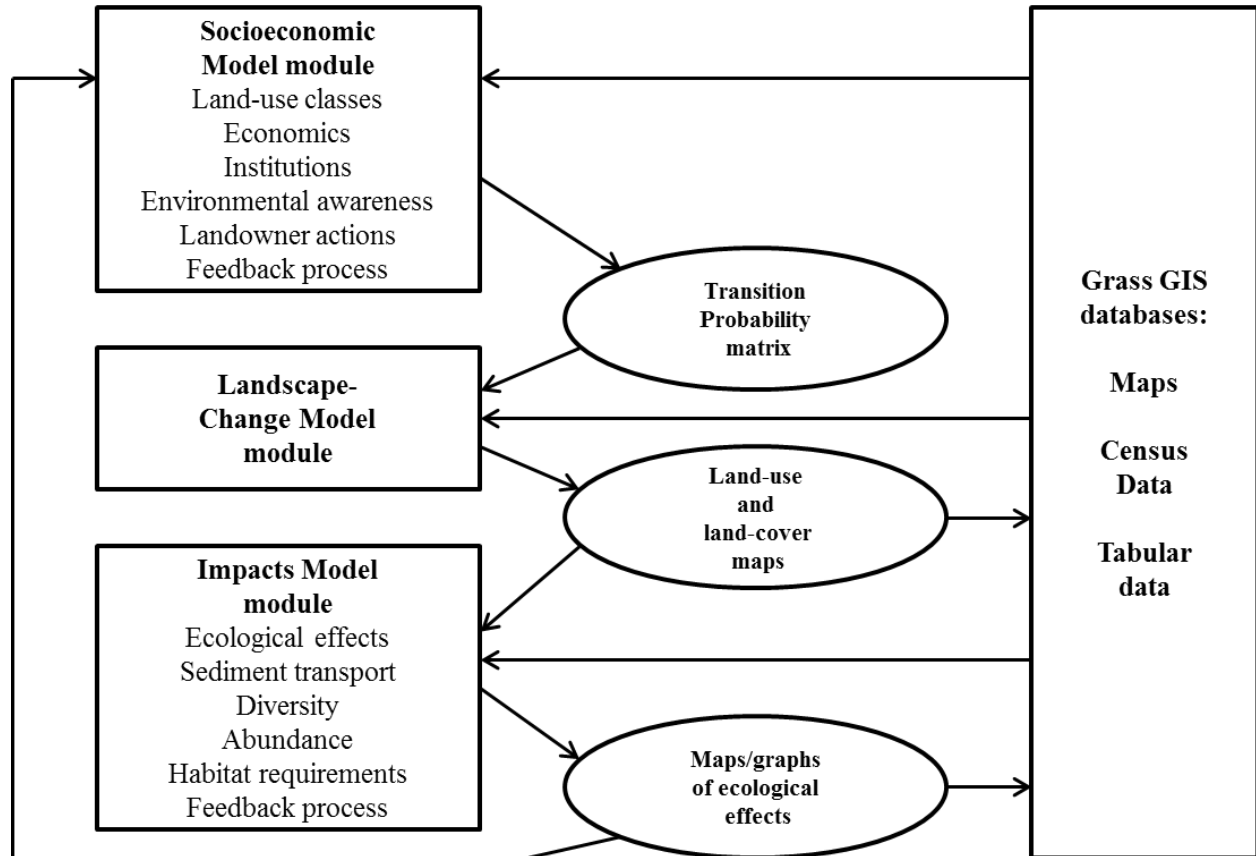 Socioeconomic
Model module
Land-use classes
Economics
Institutions
Environmental awareness
Landowner actions
Feedback process
Transition
Probability
matrix
Landscape-
Change Model
module
Land-use
and
land-cover
maps
Impacts Model
module
Ecological effects
Sediment transport
Diversity
Abundance
Habitat requirements
Feedback process
Maps/graphs
of ecological
effects
Grass GIS
databases:
Maps
Census
Data
Tabular
data